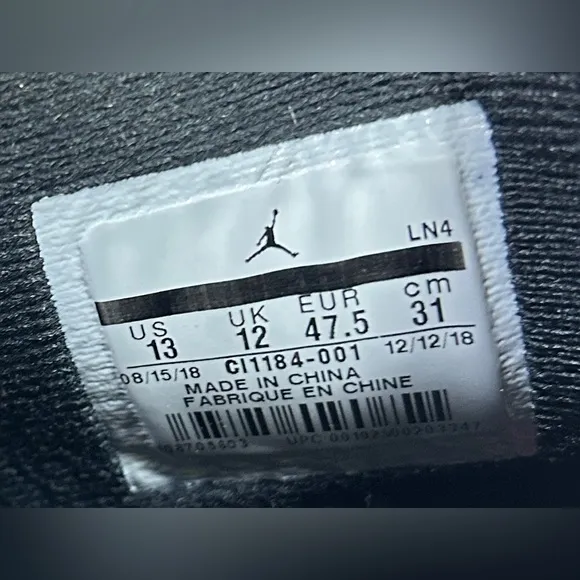 LN4
US UK EUR cm
13 12 47.5 31
08/15/18 CI1184-001 12/12/18
MADE IN CHINA
FABRIQUE EN CHINE
UPC